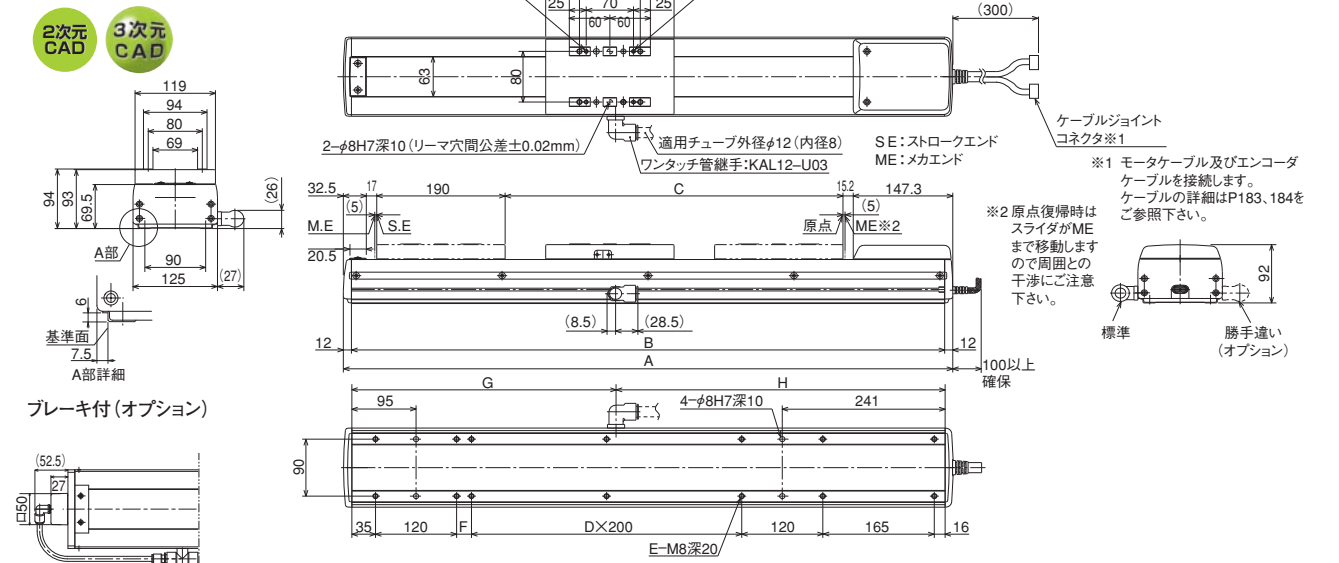 2次元
CAD
3次元
CAD
25
70
25
60
60
(300)
63
80
ケーブルジョイント
コネクタ※1
2−φ8H7深10(リーマ穴間公差±0.02mm)
適用チューブ外径φ12(内径8)
ワンタッチ管継手:KAL12−U03
SE:ストロークエンド
ME:メカエンド
※1 モータケーブル及びエンコーダ
ケーブルを接続します。
ケーブルの詳細はP183、184を
ご参照下さい。
119
94
80
69
94
93
69.5
(26)
A部
90
125
(27)
6
基準面
7.5
A部詳細
32.5
17
190
C
15.2
147.3
(5)
(5)
M.E
S.E
原点
ME※2
20.5
(8.5)
(28.5)
12
B
12
A
100以上
確保
※2 原点復帰時は
スライダがME
まで移動します
ので周囲との
干渉にご注意
下さい。
92
標準
勝手違い
(オプション)
G
H
95
4−φ8H7深10
241
90
35
120
F
D×200
120
165
16
E−M8深20
ブレーキ付(オプション)
(52.5)
27
□50